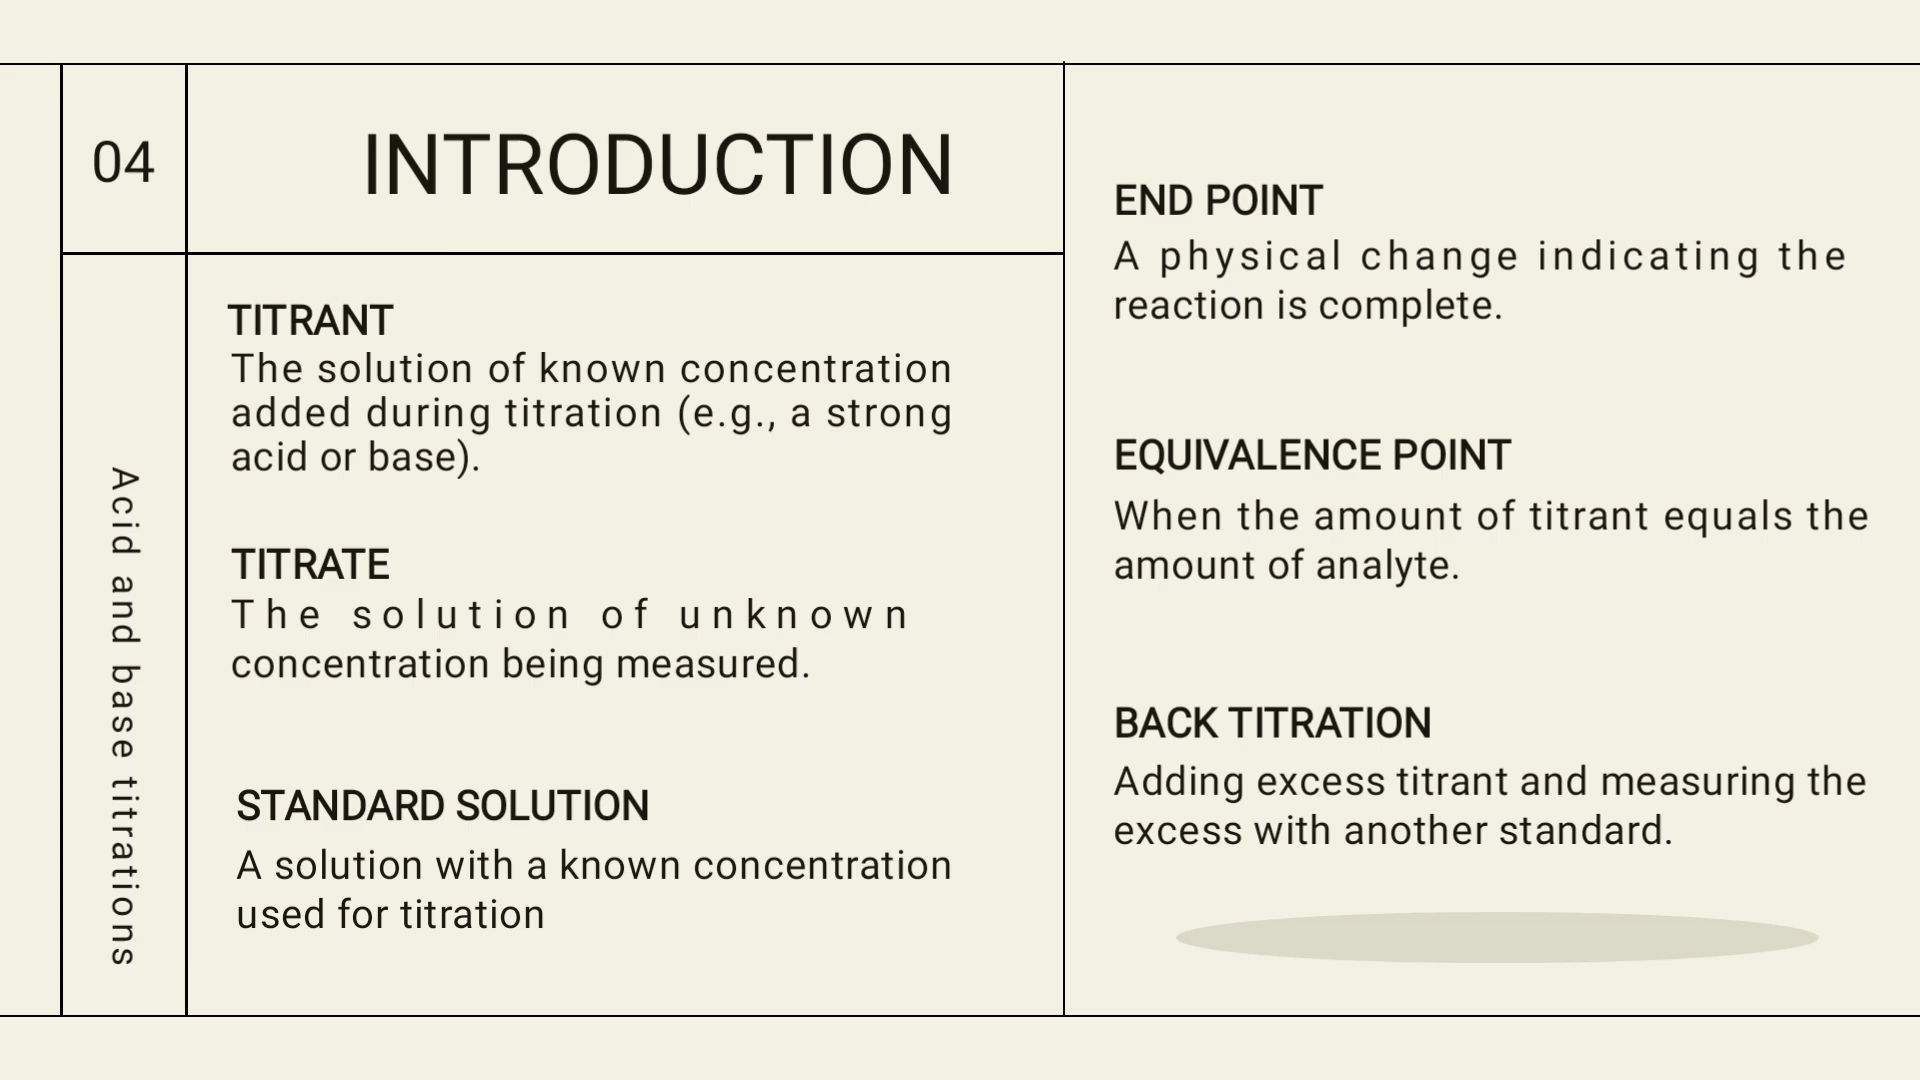 04
INTRODUCTION
Acid and base titrations
TITRANT
The solution of known concentration
added during titration (e.g., a strong
acid or base).
TITRATE
The solution of unknown
concentration being measured.
STANDARD SOLUTION
A solution with a known concentration
used for titration
END POINT
A physical change indicating the
reaction is complete.
EQUIVALENCE POINT
When the amount of titrant equals the
amount of analyte.
BACK TITRATION
Adding excess titrant and measuring the
excess with another standard.